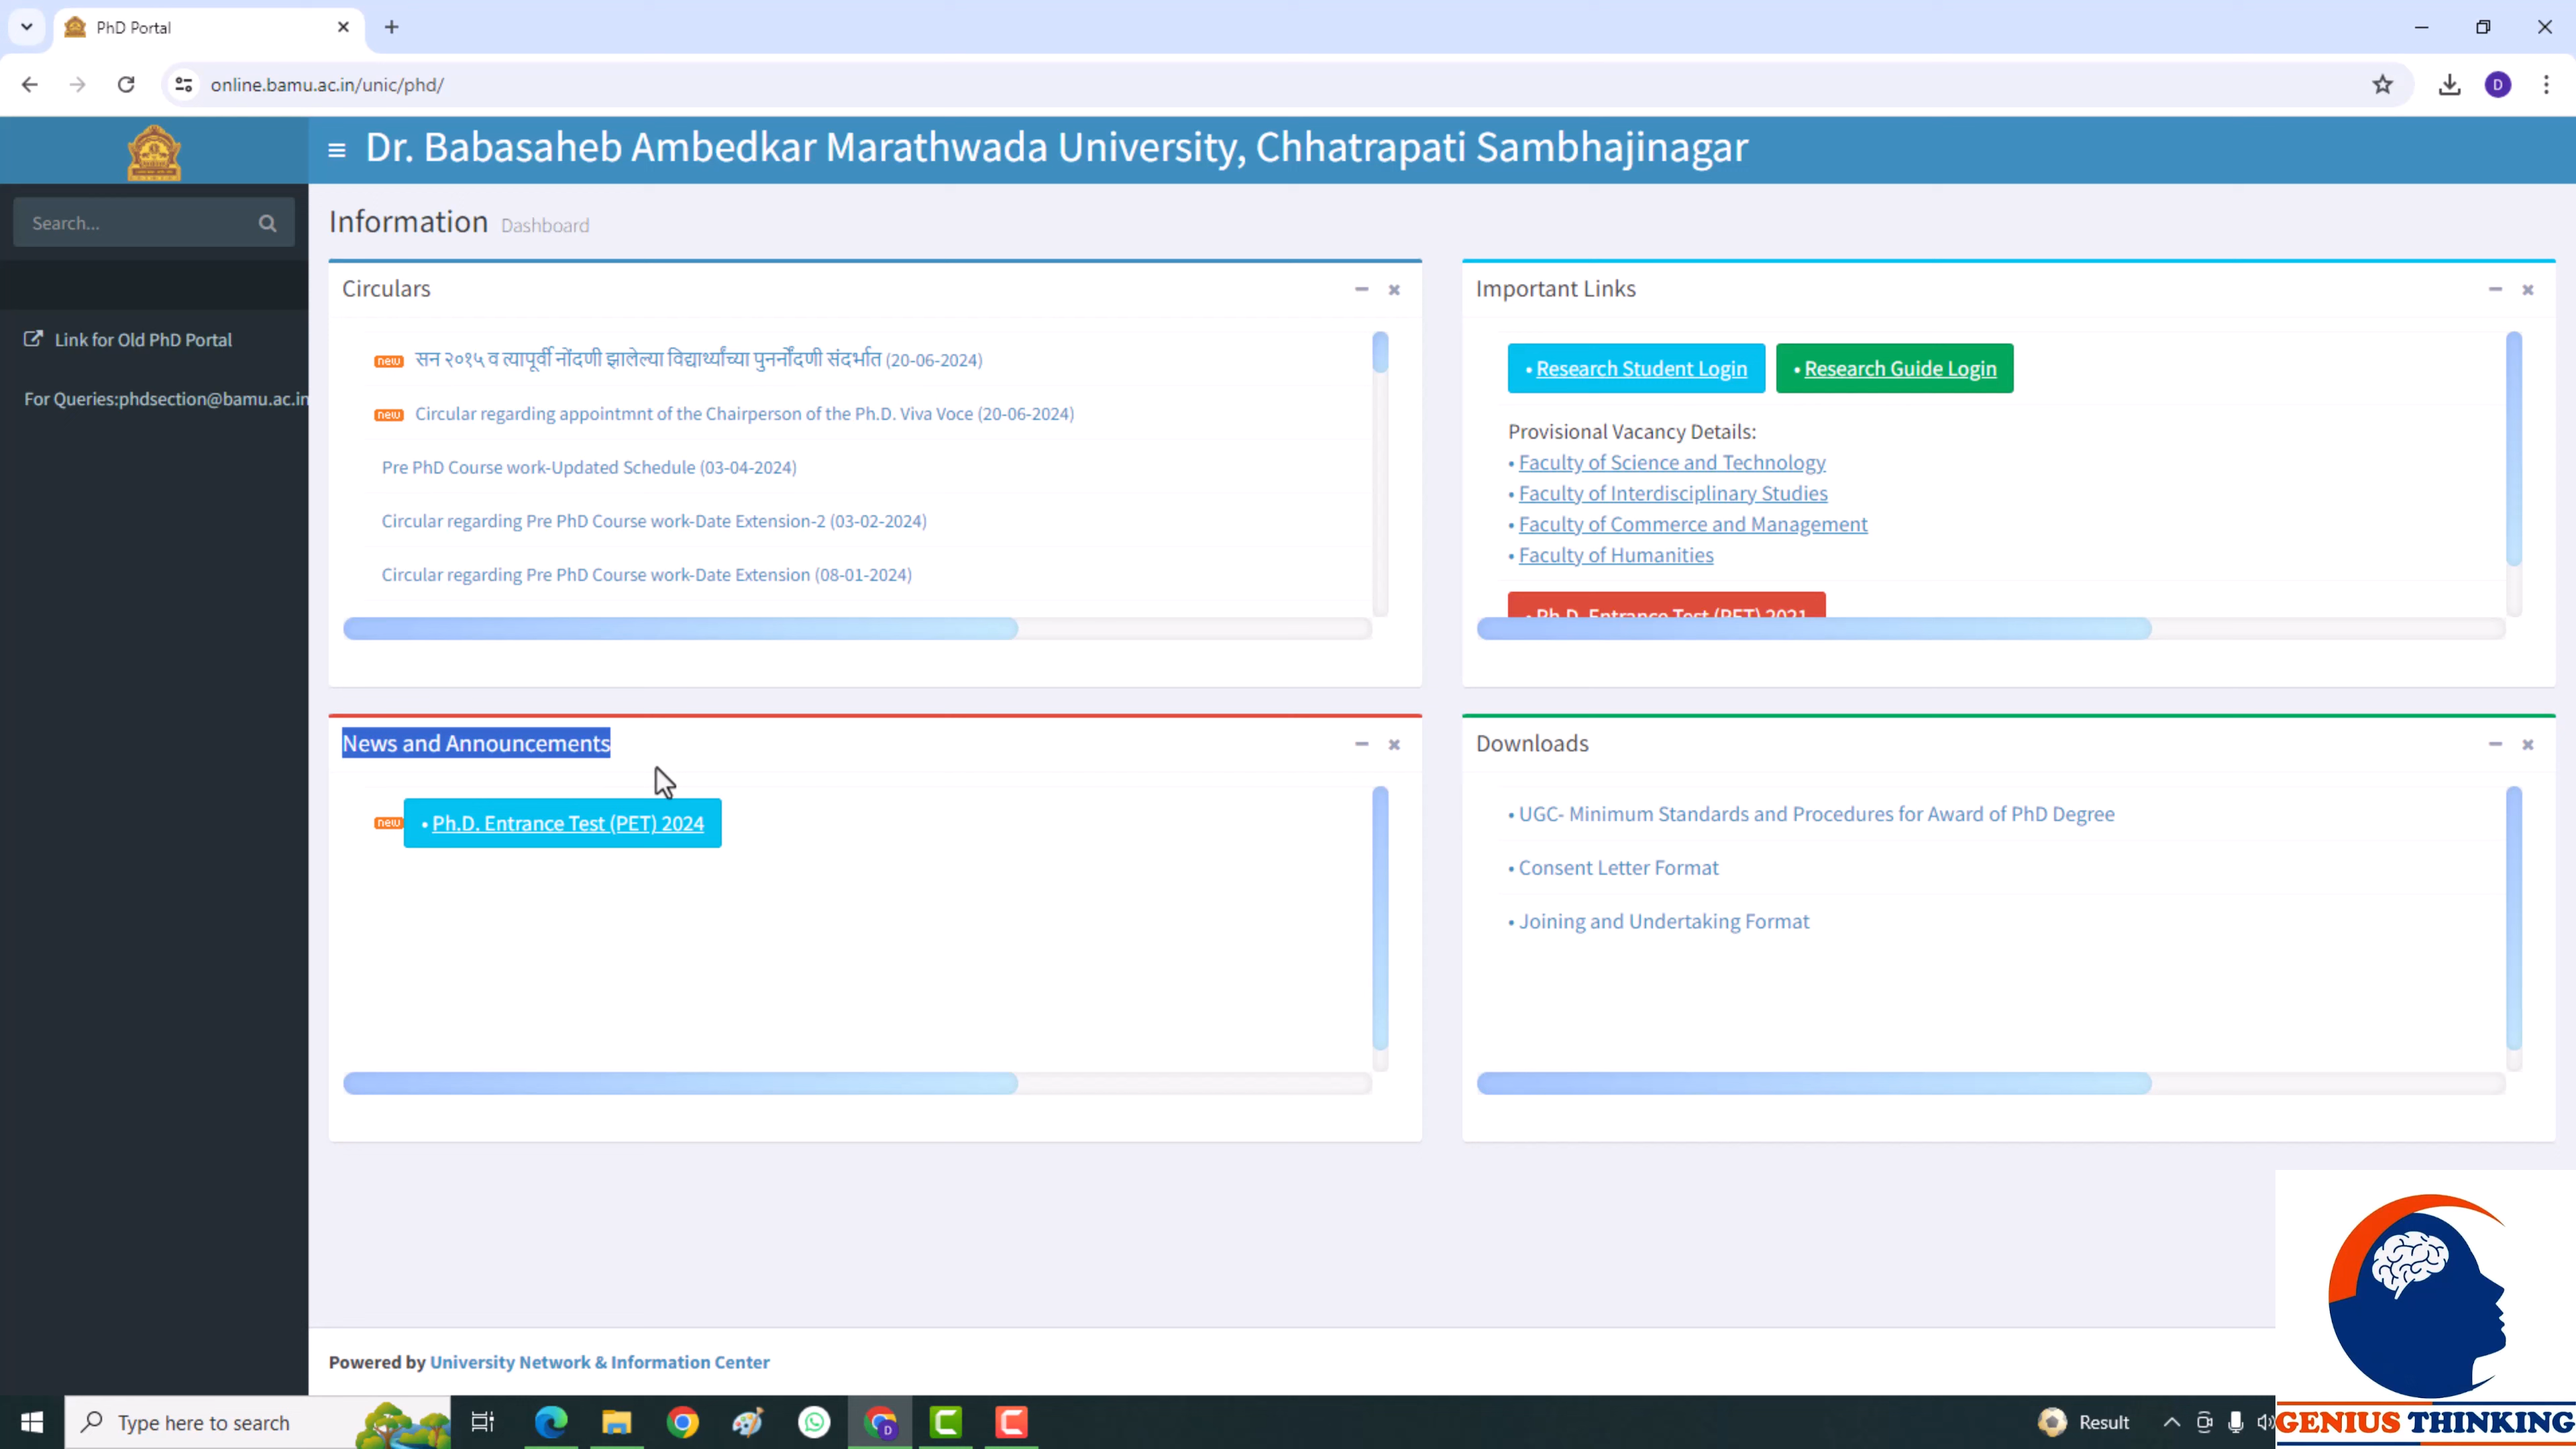 PhD Portal
online.bamu.ac.in/unic/phd/
D
Dr. Babasaheb Ambedkar Marathwada University, Chhatrapati Sambhajinagar
Search...
Link for Old PhD Portal
For Queries:phdsection@bamu.ac.in
Information Dashboard
Circulars
new सन २०१५ व त्यापूर्वी नोंदणी झालेल्या विद्यार्थ्यांच्या पुनर्नोंदणी संदर्भात (20-06-2024)
new Circular regarding appointmnt of the Chairperson of the Ph.D. Viva Voce (20-06-2024)
Pre PhD Course work-Updated Schedule (03-04-2024)
Circular regarding Pre PhD Course work-Date Extension-2 (03-02-2024)
Circular regarding Pre PhD Course work-Date Extension (08-01-2024)
Important Links
• Research Student Login • Research Guide Login
Provisional Vacancy Details:
• Faculty of Science and Technology
• Faculty of Interdisciplinary Studies
• Faculty of Commerce and Management
• Faculty of Humanities
• Ph.D. Entrance Test (PET) 2021
News and Announcements
new • Ph.D. Entrance Test (PET) 2024
Downloads
• UGC- Minimum Standards and Procedures for Award of PhD Degree
• Consent Letter Format
• Joining and Undertaking Format
Powered by University Network & Information Center
Type here to search
D
Result
GENIUS THINKING